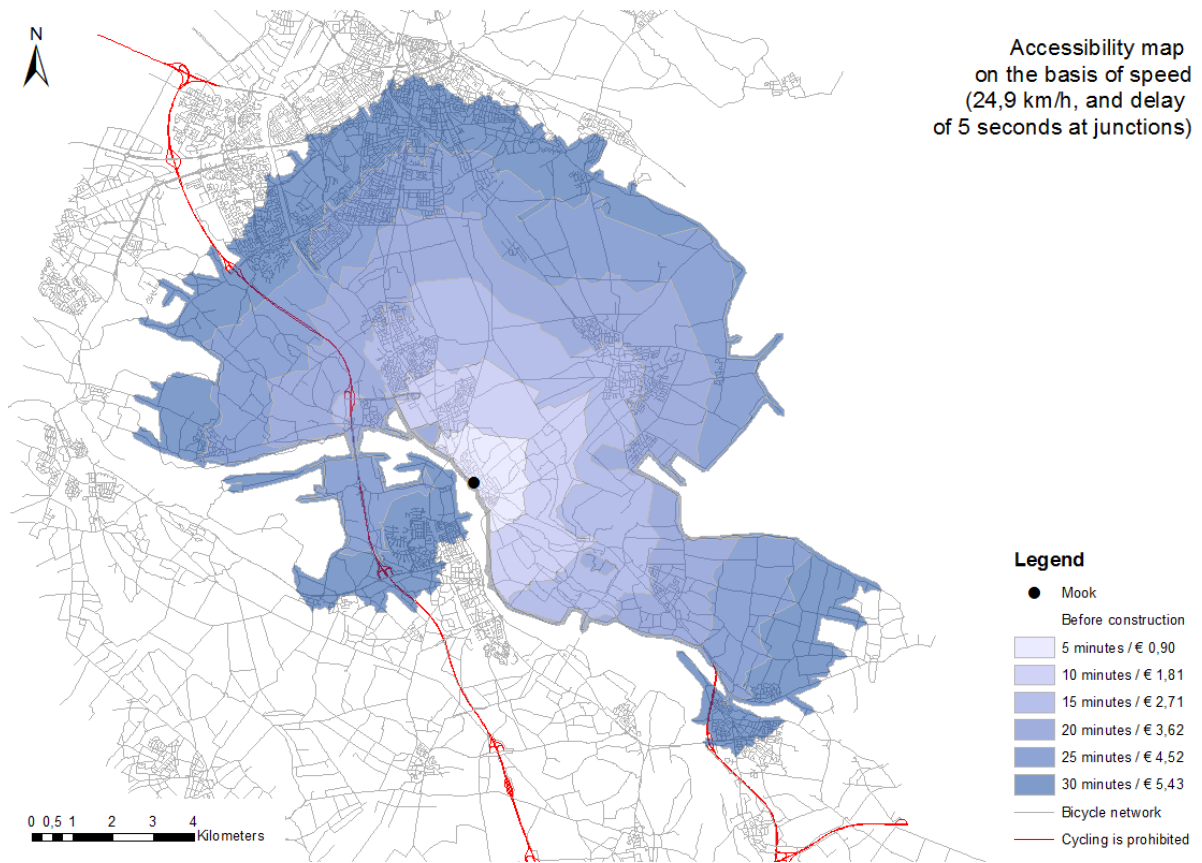 N
Accessibility map
on the basis of speed
(24,9 km/h, and delay
of 5 seconds at junctions)
Legend
Mook
Before construction
5 minutes / € 0,90
10 minutes / € 1,81
15 minutes / € 2,71
20 minutes / € 3,62
25 minutes / € 4,52
30 minutes / € 5,43
Bicycle network
Cycling is prohibited
0 0,5 1 2 3 4
Kilometers